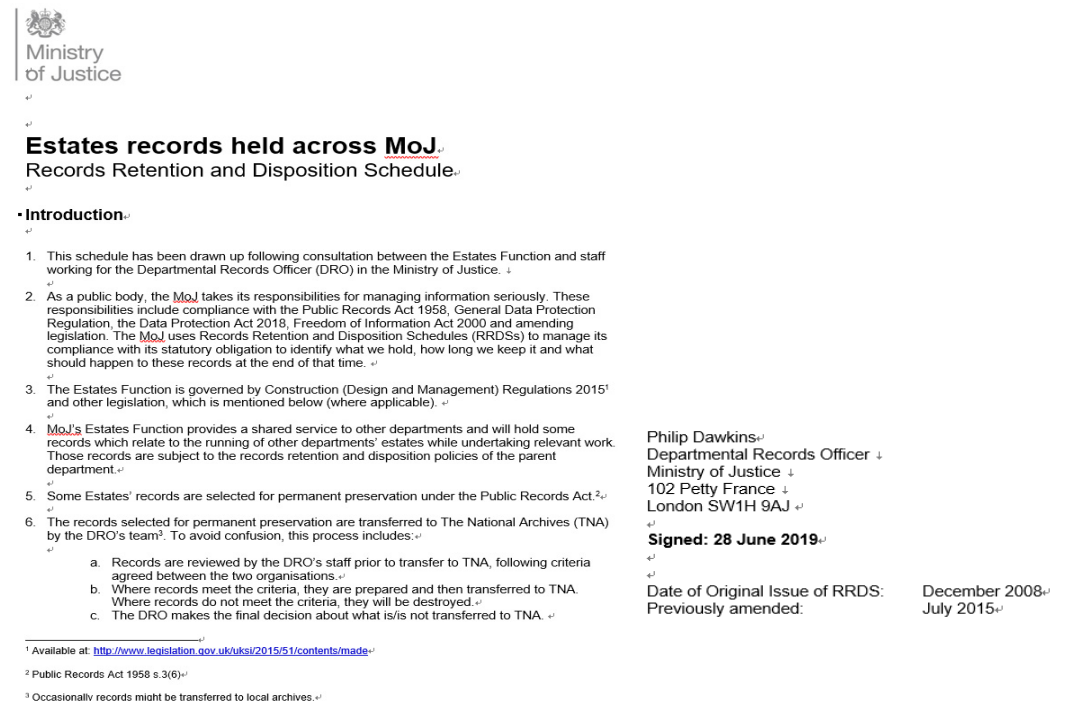 Ministry
of Justice
Estates records held across MoJ
Records Retention and Disposition Schedule
Introduction
1. This schedule has been drawn up following consultation between the Estates Function and staff
working for the Departmental Records Officer (DRO) in the Ministry of Justice.
2. As a public body, the MoJ takes its responsibilities for managing information seriously. These
responsibilities include compliance with the Public Records Act 1958, General Data Protection
Regulation, the Data Protection Act 2018, Freedom of Information Act 2000 and amending
legislation. The MoJ uses Records Retention and Disposition Schedules (RRDSs) to manage its
compliance with its statutory obligation to identify what we hold, how long we keep it and what
should happen to these records at the end of that time.
3. The Estates Function is governed by Construction (Design and Management) Regulations 2015¹
and other legislation, which is mentioned below (where applicable).
4. MoJ's Estates Function provides a shared service to other departments and will hold some
records which relate to the running of other departments' estates while undertaking relevant work.
Those records are subject to the records retention and disposition policies of the parent
department.
5. Some Estates' records are selected for permanent preservation under the Public Records Act.²
6. The records selected for permanent preservation are transferred to The National Archives (TNA)
by the DRO's team³. To avoid confusion, this process includes:
a. Records are reviewed by the DRO's staff prior to transfer to TNA, following criteria
agreed between the two organisations.
b. Where records meet the criteria, they are prepared and then transferred to TNA.
Where records do not meet the criteria, they will be destroyed.
c. The DRO makes the final decision about what is/is not transferred to TNA.
¹ Available at: http://www.legislation.gov.uk/uksi/2015/51/contents/made
² Public Records Act 1958 s.3(6)
³ Occasionally records might be transferred to local archives.
Philip Dawkins
Departmental Records Officer
Ministry of Justice
102 Petty France
London SW1H 9AJ
Signed: 28 June 2019
Date of Original Issue of RRDS: December 2008
Previously amended: July 2015